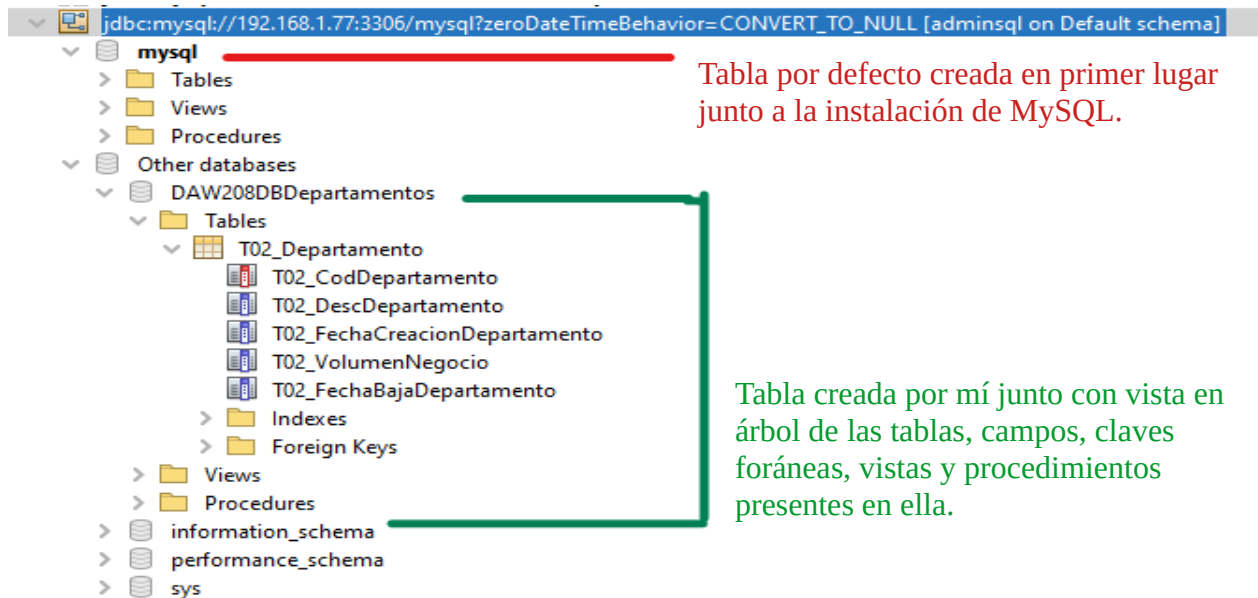 jdbc:mysql://192.168.1.77:3306/mysql?zeroDateTimeBehavior=CONVERT_TO_NULL [adminsql on Default schema]
mysql
Tabla por defecto creada en primer lugar
junto a la instalación de MySQL.
Tables
Views
Procedures
Other databases
DAW208DBDepartamentos
Tables
T02_Departamento
T02_CodDepartamento
T02_DescDepartamento
T02_FechaCreacionDepartamento
T02_VolumenNegocio
T02_FechaBajaDepartamento
Indexes
Foreign Keys
Views
Procedures
Tabla creada por mí junto con vista en
árbol de las tablas, campos, claves
foráneas, vistas y procedimientos
presentes en ella.
information_schema
performance_schema
sys